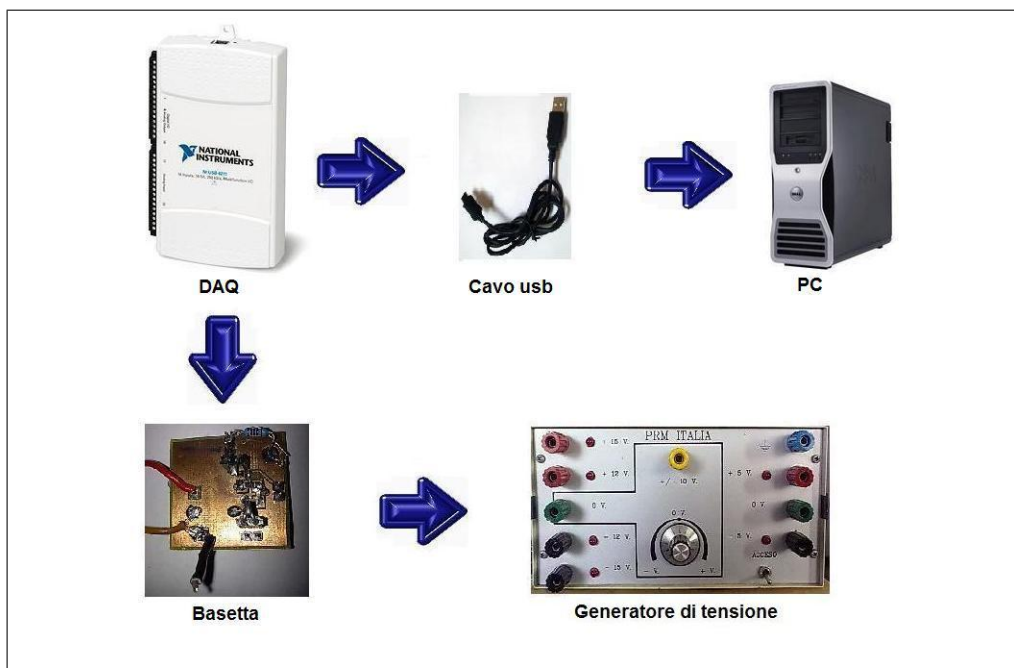 NATIONAL
INSTRUMENTS
DAQ
Cavo usb
PC
PRM ITALIA
+ 15 V.
+ 12 V.
+/- 10 V.
+ 5 V.
0 V.
0 V.
0 V.
- 12 V.
- 5 V.
ACCESO
- 15 V.
- V.
+ V.
Basetta
Generatore di tensione